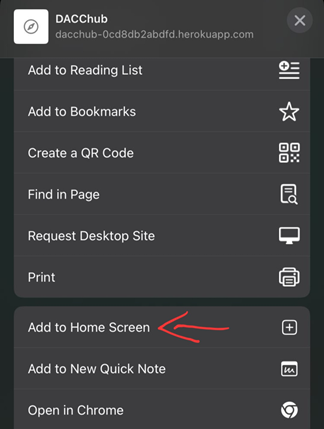 DACChub
dacchub-0cd8db2abdfd.herokuapp.com
Add to Reading List
Add to Bookmarks
Create a QR Code
Find in Page
Request Desktop Site
Print
Add to Home Screen
Add to New Quick Note
Open in Chrome